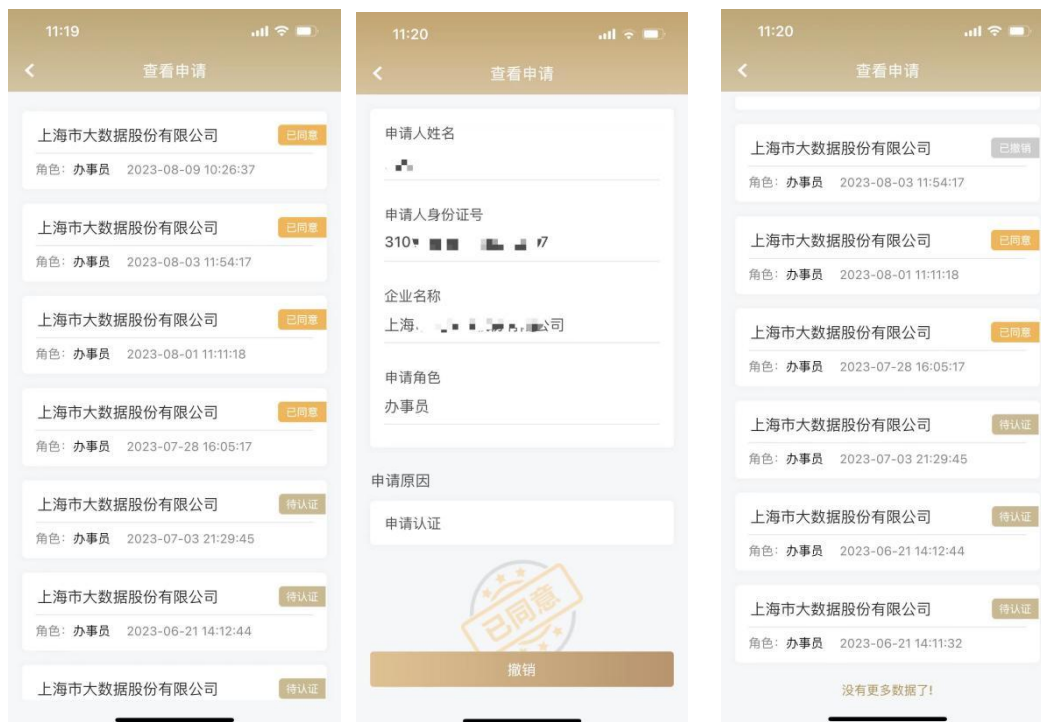 11:19
查看申请
上海市大数据股份有限公司 已同意
角色：办事员 2023-08-09 10:26:37
上海市大数据股份有限公司 已同意
角色：办事员 2023-08-03 11:54:17
上海市大数据股份有限公司 已同意
角色：办事员 2023-08-01 11:11:18
上海市大数据股份有限公司 已同意
角色：办事员 2023-07-28 16:05:17
上海市大数据股份有限公司 待认证
角色：办事员 2023-07-03 21:29:45
上海市大数据股份有限公司 待认证
角色：办事员 2023-06-21 14:12:44
上海市大数据股份有限公司 待认证
11:20
查看申请
申请人姓名
申请人身份证号
310 7
企业名称
上海 公司
申请角色
办事员
申请原因
申请认证
已同意
撤销
11:20
查看申请
上海市大数据股份有限公司 已撤销
角色：办事员 2023-08-03 11:54:17
上海市大数据股份有限公司 已同意
角色：办事员 2023-08-01 11:11:18
上海市大数据股份有限公司 已同意
角色：办事员 2023-07-28 16:05:17
上海市大数据股份有限公司 待认证
角色：办事员 2023-07-03 21:29:45
上海市大数据股份有限公司 待认证
角色：办事员 2023-06-21 14:12:44
上海市大数据股份有限公司 待认证
角色：办事员 2023-06-21 14:11:32
没有更多数据了!